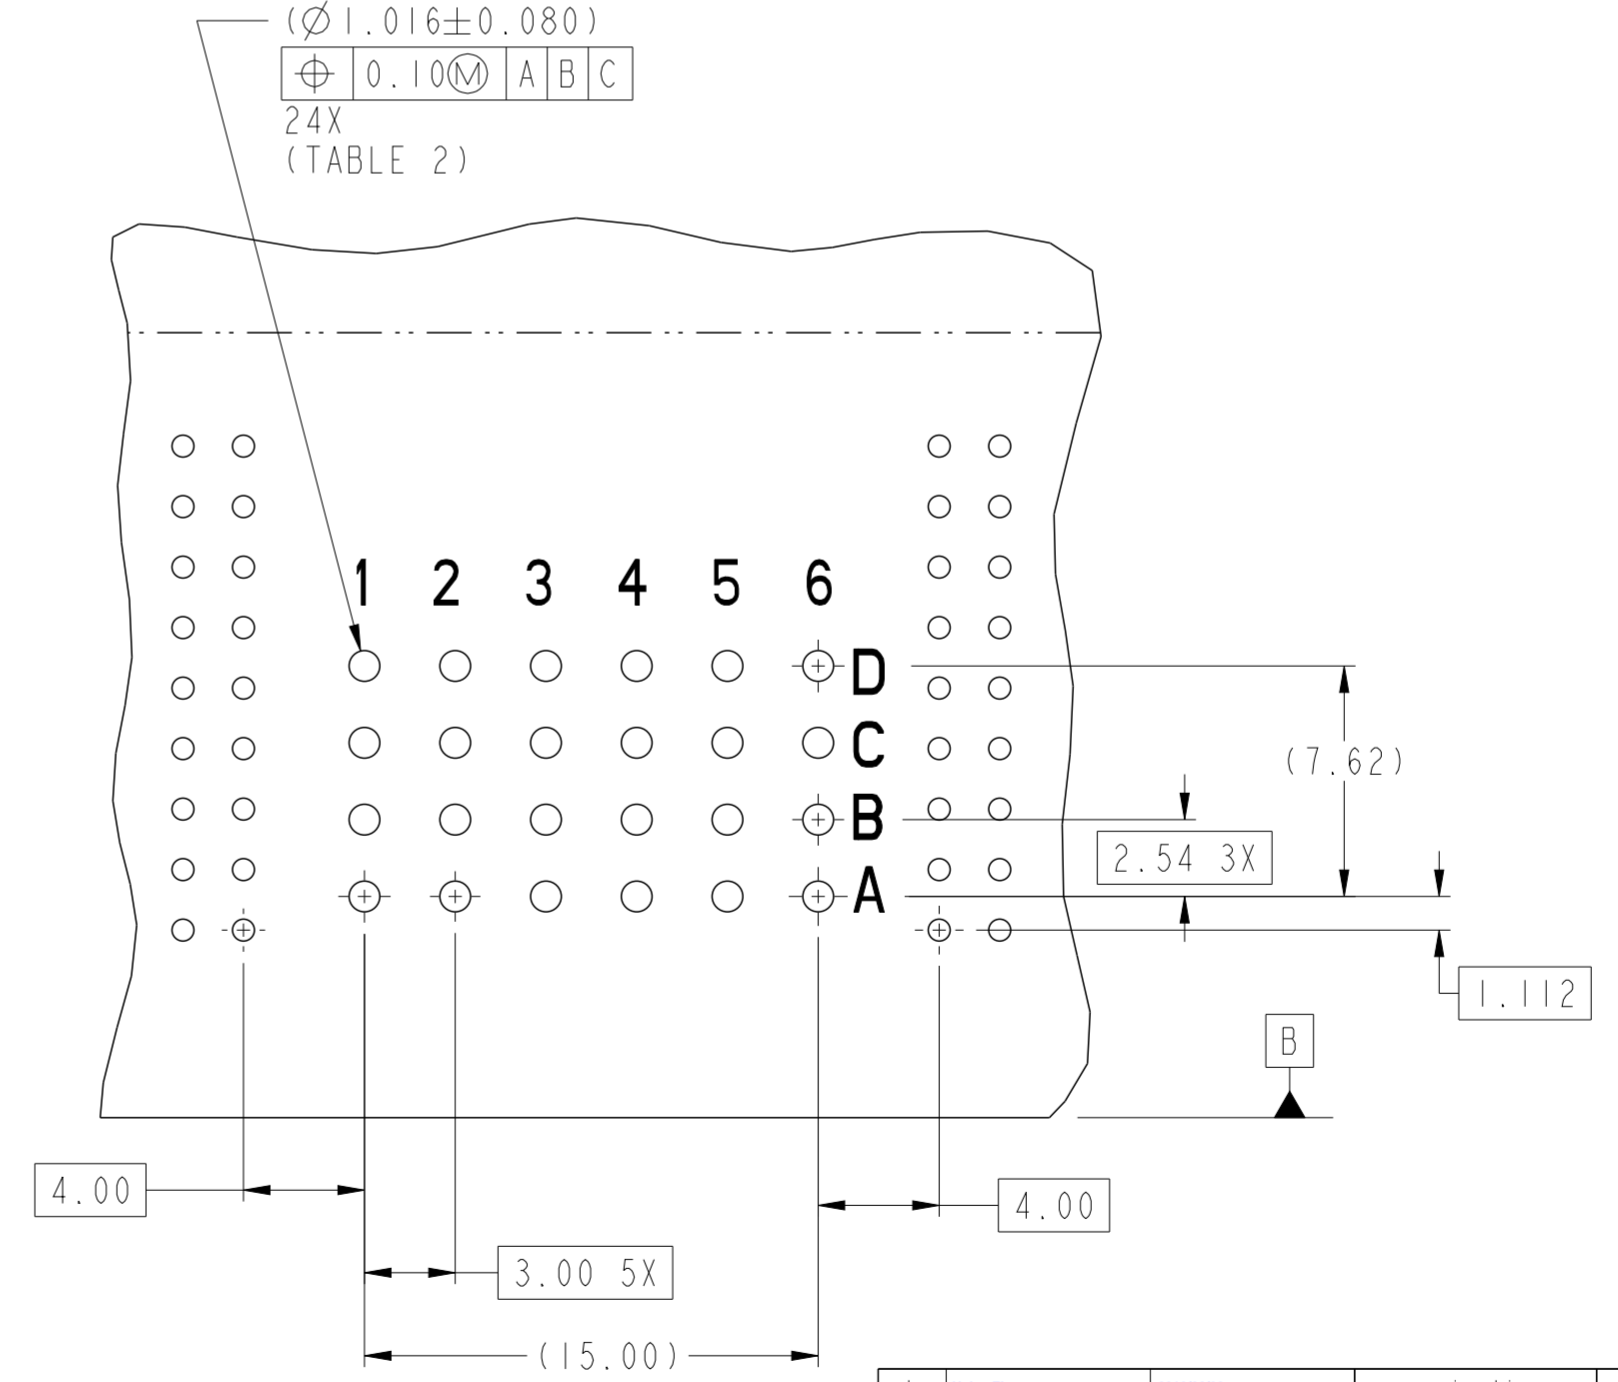 (Ø1.016±0.080)
⌖ 0.10Ⓜ A B C
24X
(TABLE 2)
1 2 3 4 5 6
D
C
(7.62)
B
2.54 3X
A
1.112
B
4.00
4.00
3.00 5X
(15.00)